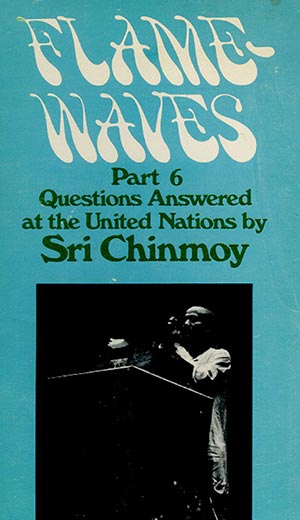 FLAME-
WAVES
Part 6
Questions Answered
at the United Nations by
Sri Chinmoy